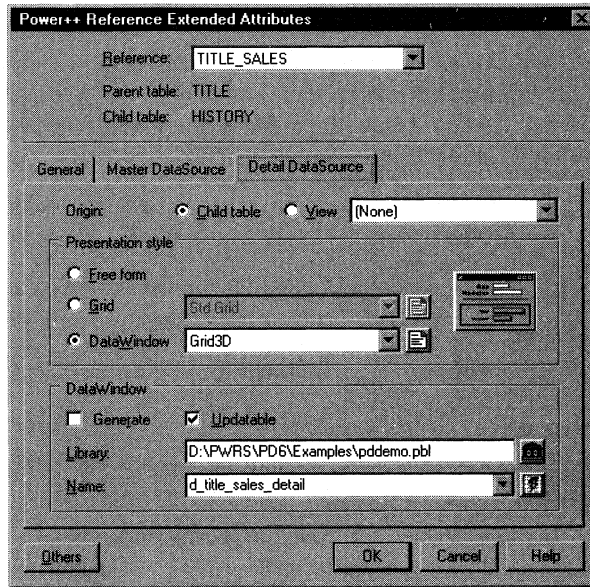 Power++ Reference Extended Attributes
Reference: TITLE_SALES
Parent table: TITLE
Child table: HISTORY
General Master DataSource Detail DataSource
Origin: Child table View (None)
Presentation style
Free form
Grid Std Grid
DataWindow Grid3D
DataWindow
Generate Updatable
Library: D:\PWRS\PD6\Examples\pddemo.pbl
Name: d_title_sales_detail
Others OK Cancel Help